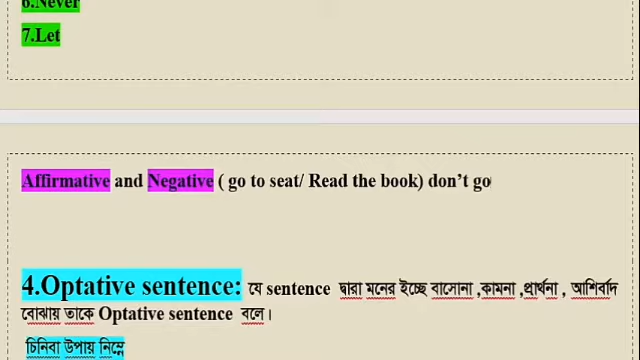 6.Never
7.Let
Affirmative and Negative ( go to seat/ Read the book) don’t go
4.Optative sentence: যে sentence দ্বারা মনের ইচ্ছে বাসোনা ,কামনা ,প্রার্থনা , আশির্বাদ
বোঝায় তাকে Optative sentence বলে।
চিনিবা উপায় নিম্নে